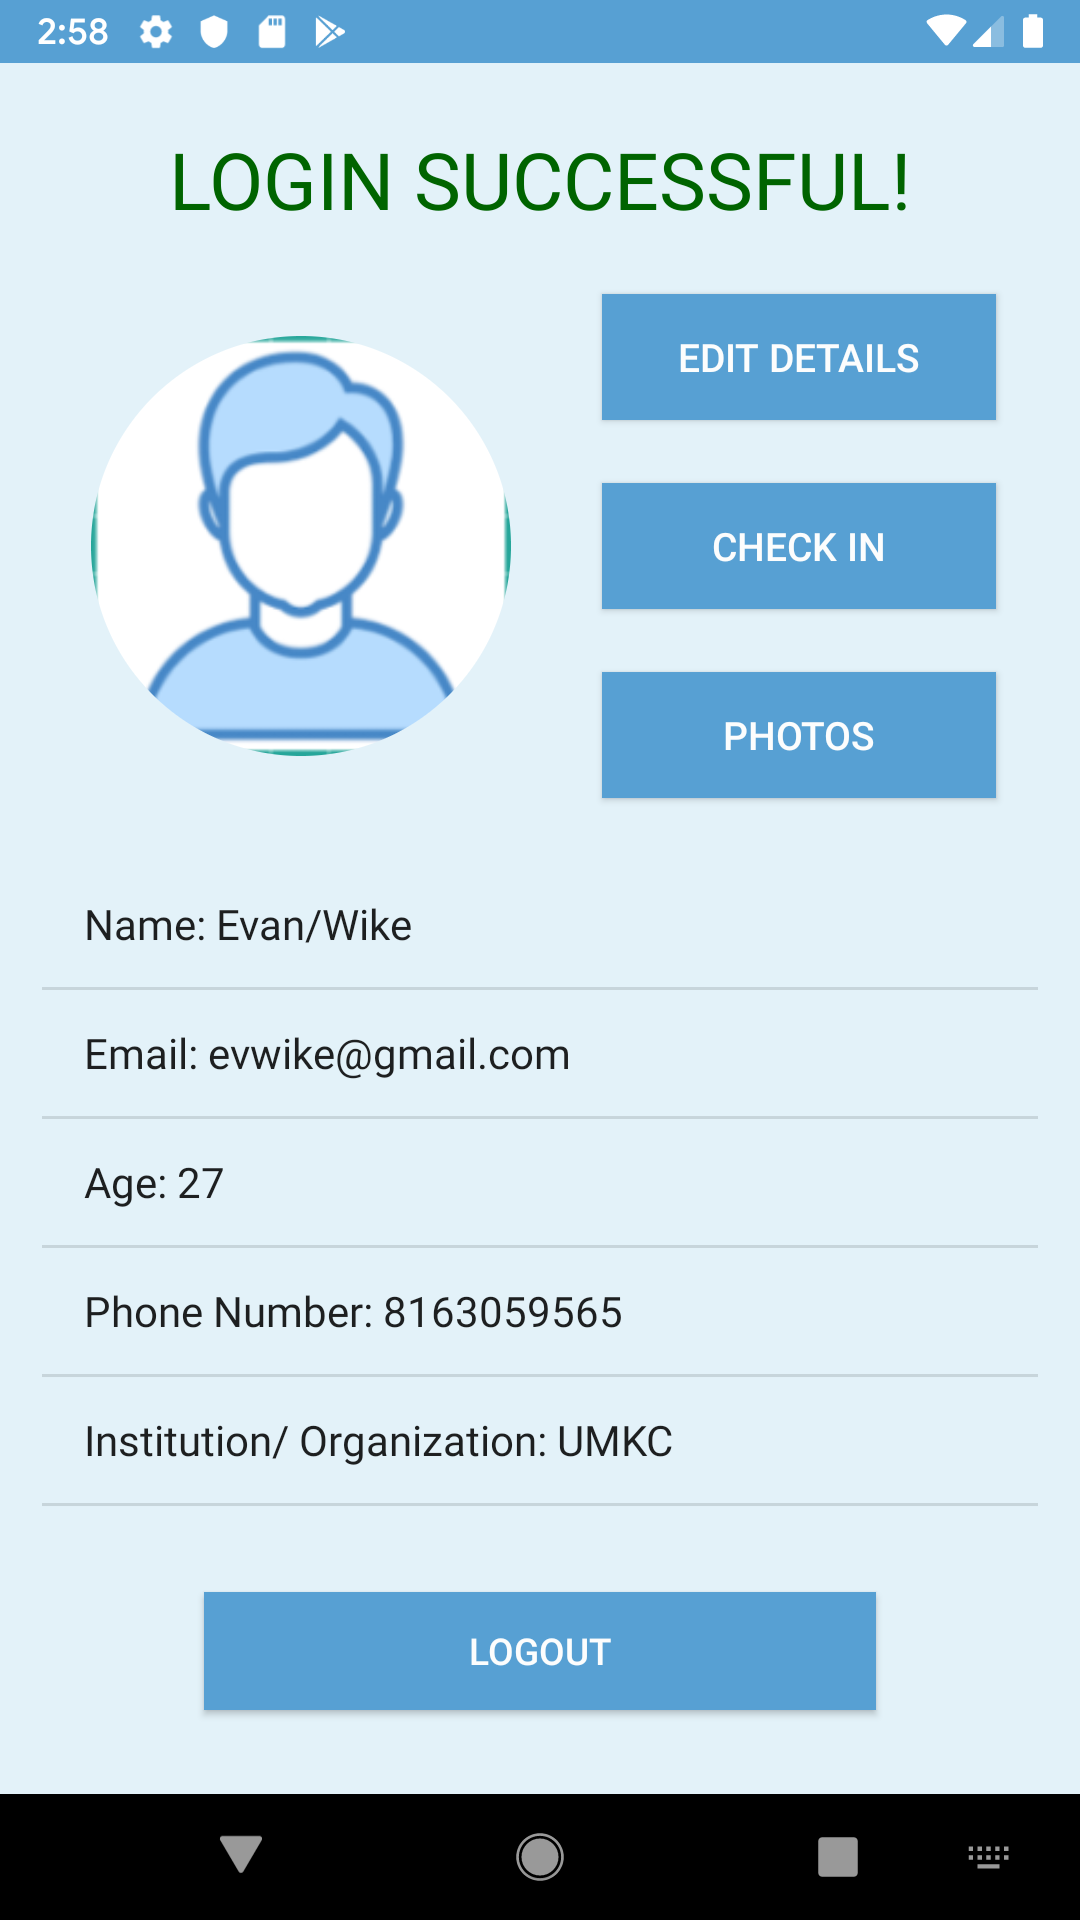 2:58
LOGIN SUCCESSFUL!
EDIT DETAILS
CHECK IN
PHOTOS
Name: Evan/Wike
Email: evwike@gmail.com
Age: 27
Phone Number: 8163059565
Institution/ Organization: UMKC
LOGOUT